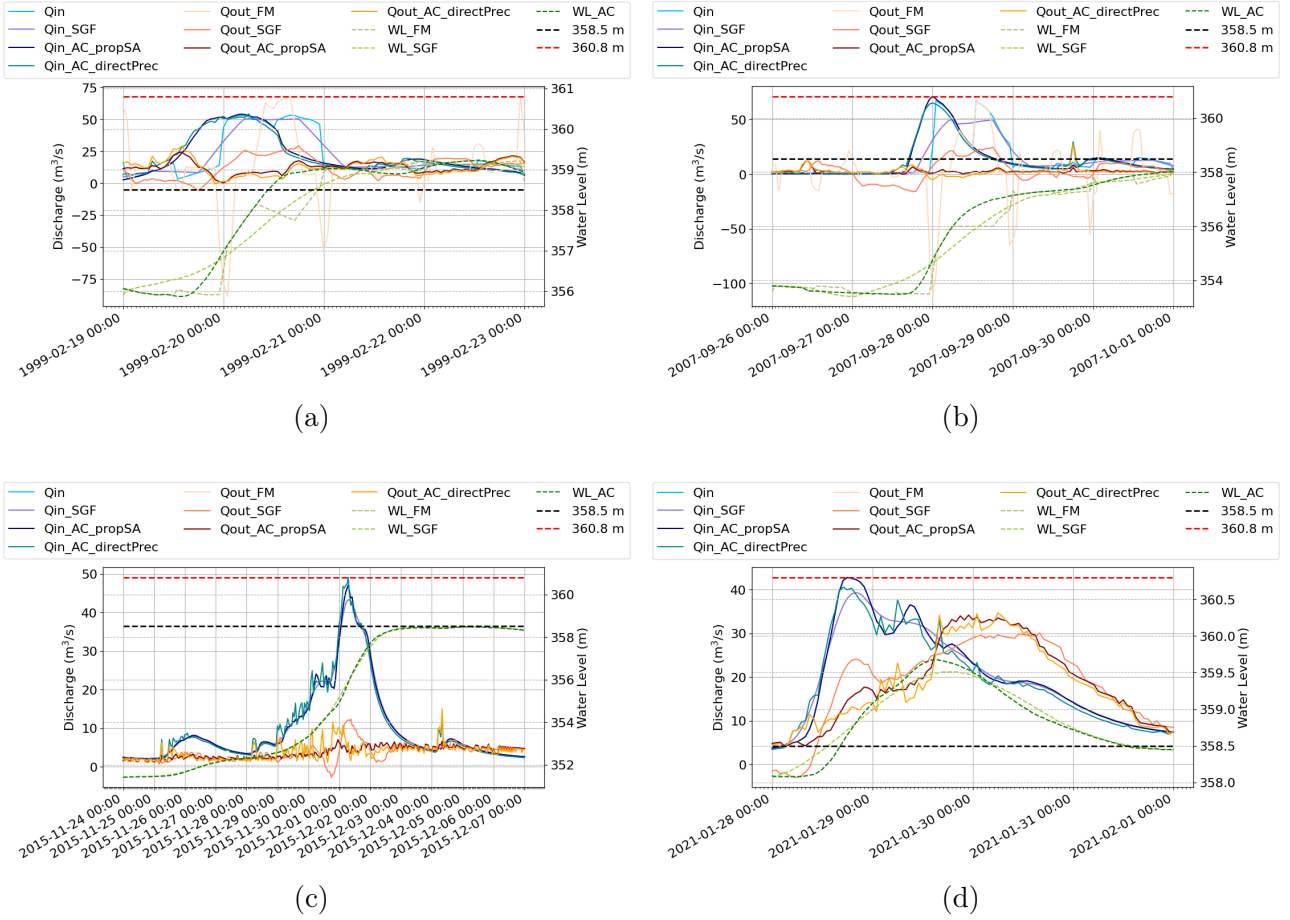 Qin Qout_FM Qout_AC_directPrec WL_AC
Qin_SGF Qout_SGF WL_FM 358.5 m
Qin_AC_propSA Qout_AC_propSA WL_SGF 360.8 m
Qin_AC_directPrec
Discharge (m³/s)
75
50
25
0
−25
−50
−75
361
360
359
358
357
356
Water Level (m)
1999-02-19 00:00
1999-02-20 00:00
1999-02-21 00:00
1999-02-22 00:00
1999-02-23 00:00
(a)
Qin Qout_FM Qout_AC_directPrec WL_AC
Qin_SGF Qout_SGF WL_FM 358.5 m
Qin_AC_propSA Qout_AC_propSA WL_SGF 360.8 m
Qin_AC_directPrec
Discharge (m³/s)
50
0
−50
−100
360
358
356
354
Water Level (m)
2007-09-26 00:00
2007-09-27 00:00
2007-09-28 00:00
2007-09-29 00:00
2007-09-30 00:00
2007-10-01 00:00
(b)
Qin Qout_FM Qout_AC_directPrec WL_AC
Qin_SGF Qout_SGF WL_FM 358.5 m
Qin_AC_propSA Qout_AC_propSA WL_SGF 360.8 m
Qin_AC_directPrec
Discharge (m³/s)
50
40
30
20
10
0
360
358
356
354
352
Water Level (m)
2015-11-24 00:00
2015-11-25 00:00
2015-11-26 00:00
2015-11-27 00:00
2015-11-28 00:00
2015-11-29 00:00
2015-11-30 00:00
2015-12-01 00:00
2015-12-02 00:00
2015-12-03 00:00
2015-12-04 00:00
2015-12-05 00:00
2015-12-06 00:00
2015-12-07 00:00
(c)
Qin Qout_FM Qout_AC_directPrec WL_AC
Qin_SGF Qout_SGF WL_FM 358.5 m
Qin_AC_propSA Qout_AC_propSA WL_SGF 360.8 m
Qin_AC_directPrec
Discharge (m³/s)
40
30
20
10
0
360.5
360.0
359.5
359.0
358.5
358.0
Water Level (m)
2021-01-28 00:00
2021-01-29 00:00
2021-01-30 00:00
2021-01-31 00:00
2021-02-01 00:00
(d)